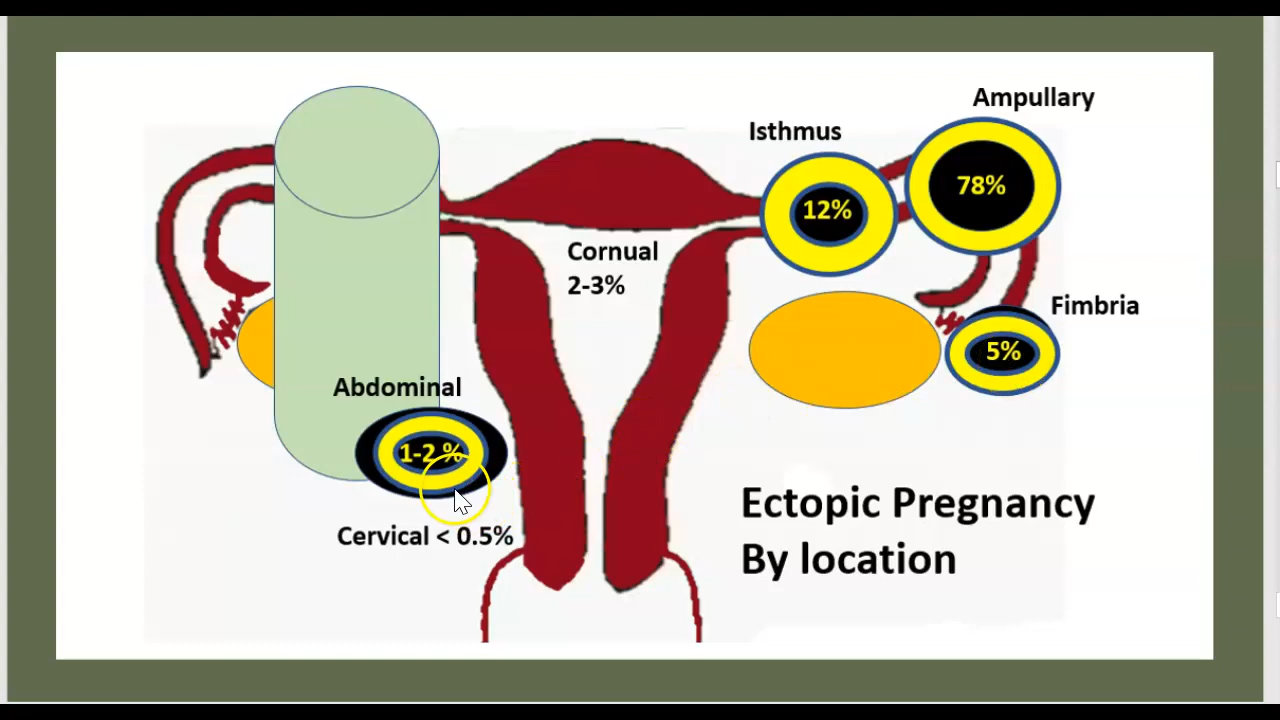 Ampullary
Isthmus
78%
12%
Cornual
2-3%
Fimbria
5%
Abdominal
1-2 %
Cervical < 0.5%
Ectopic Pregnancy
By location